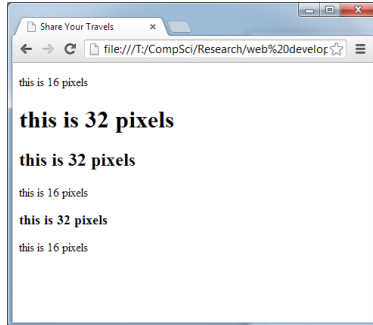 Share Your Travels
file:///T:/CompSci/Research/web%20develop
this is 16 pixels
this is 32 pixels
this is 32 pixels
this is 16 pixels
this is 32 pixels
this is 16 pixels